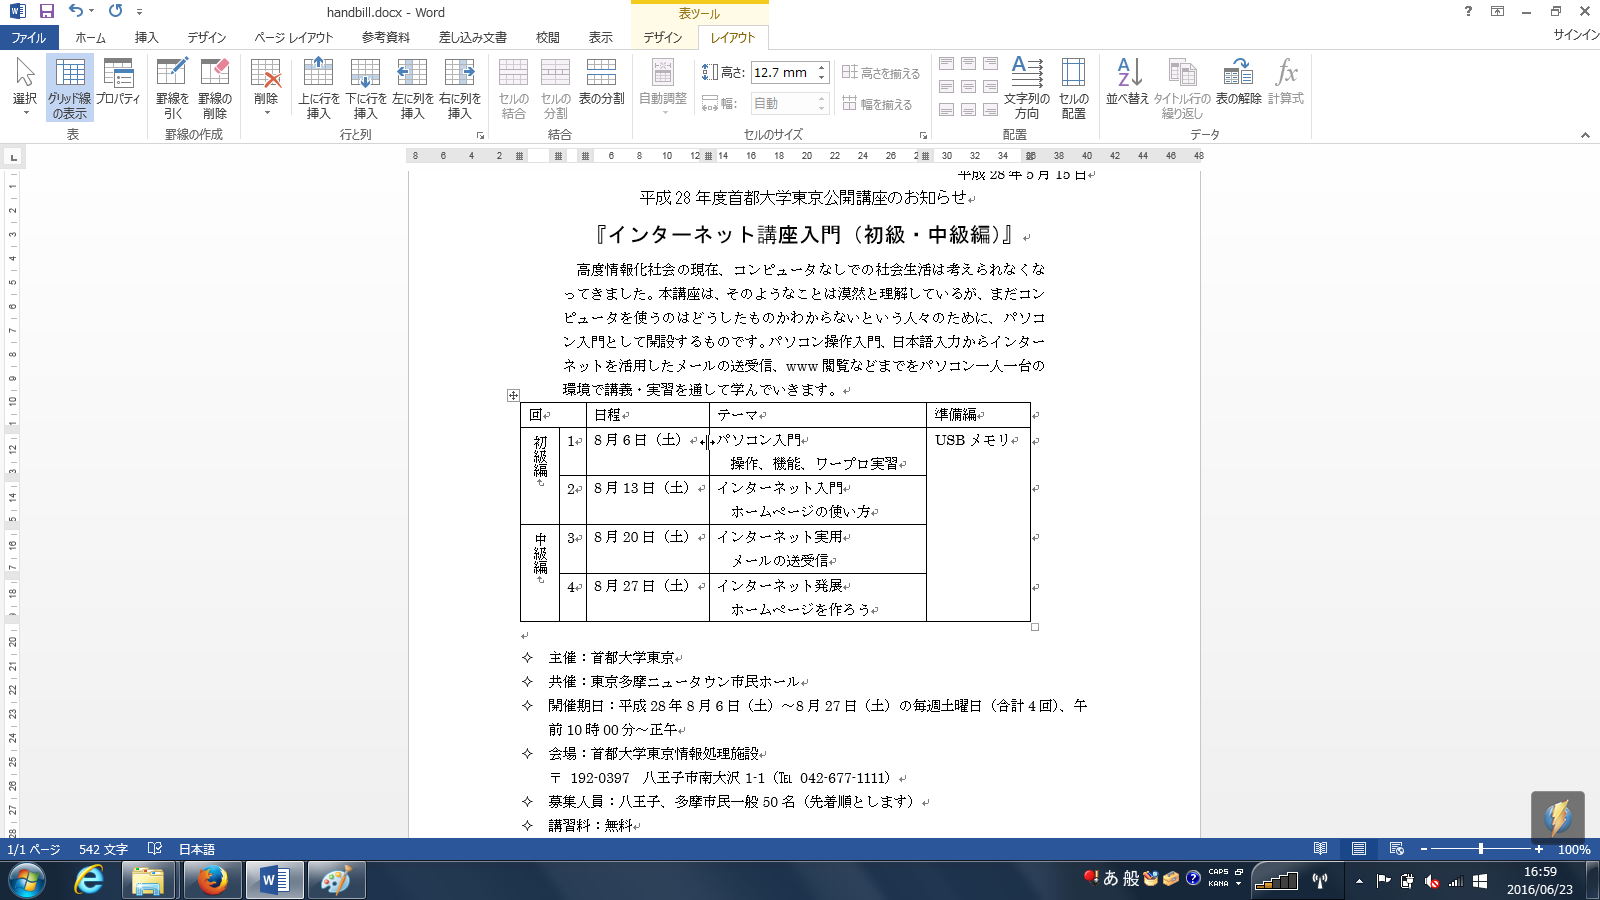 handbill.docx - Word
表ツール
ファイル ホーム 挿入 デザイン ページ レイアウト 参考資料 差し込み文書 校閲 表示 デザイン レイアウト サインイン
選択 グリッド線の表示 プロパティ 罫線を引く 罫線の削除 削除 上に行を挿入 下に行を挿入 左に列を挿入 右に列を挿入 セルの結合 セルの分割 表の分割 自動調整 高さ: 12.7 mm 高さを揃える 幅: 自動 幅を揃える 文字列の方向 セルの配置 並べ替え タイトル行の繰り返し 表の解除 計算式
表 罫線の作成 行と列 結合 セルのサイズ 配置 データ
8 6 4 2 6 8 10 12 14 16 18 20 22 24 26 30 32 34 36 38 40 42 44 46 48
平成 28 年 5 月 15 日
平成 28 年度首都大学東京公開講座のお知らせ
『インターネット講座入門（初級・中級編）』
高度情報化社会の現在、コンピュータなしでの社会生活は考えられなくな
ってきました。本講座は、そのようなことは漠然と理解しているが、まだコン
ピュータを使うのはどうしたものかわからないという人々のために、パソコ
ン入門として開設するものです。パソコン操作入門、日本語入力からインター
ネットを活用したメールの送受信、www 閲覧などまでをパソコン一人一台の
環境で講義・実習を通して学んでいきます。
回 日程 テーマ 準備編
初級編 1 8 月 6 日（土） パソコン入門 USB メモリ
操作、機能、ワープロ実習
2 8 月 13 日（土） インターネット入門
ホームページの使い方
中級編 3 8 月 20 日（土） インターネット実用
メールの送受信
4 8 月 27 日（土） インターネット発展
ホームページを作ろう
主催：首都大学東京
共催：東京多摩ニュータウン市民ホール
開催期日：平成 28 年 8 月 6 日（土）～8 月 27 日（土）の毎週土曜日（合計 4 回）、午
前 10 時 00 分～正午
会場：首都大学東京情報処理施設
〒 192-0397 八王子市南大沢 1-1（℡ 042-677-1111）
募集人員：八王子、多摩市民一般 50 名（先着順とします）
講習料：無料
1/1 ページ 542 文字 日本語 100%
あ 般 CAPS KANA
16:59
2016/06/23